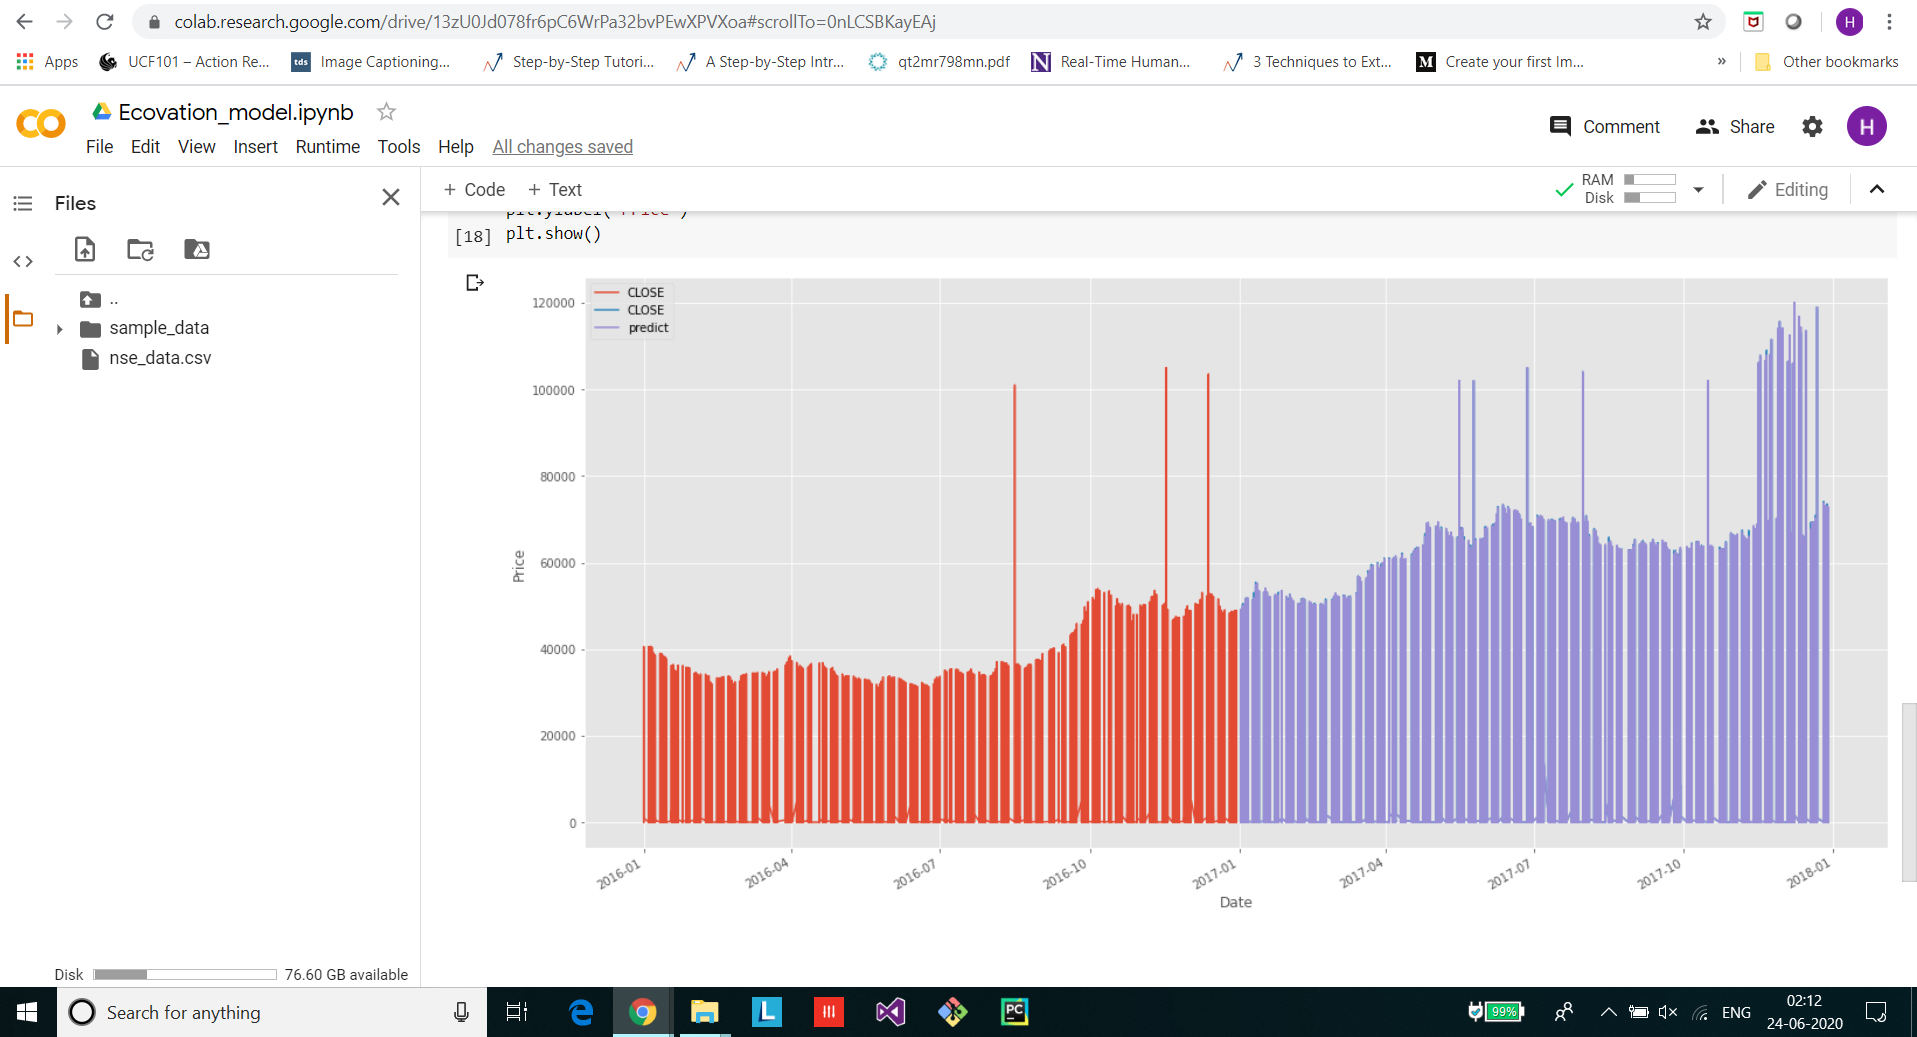 colab.research.google.com/drive/13zU0Jd078fr6pC6WrPa32bvPEwXPVXoa#scrollTo=0nLCSBKayEAj
H
Apps
UCF101 – Action Re...
tds
Image Captioning...
Step-by-Step Tutori...
A Step-by-Step Intr...
qt2mr798mn.pdf
N
Real-Time Human...
3 Techniques to Ext...
M
Create your first Im...
»
Other bookmarks
Ecovation_model.ipynb
Comment
Share
H
File Edit View Insert Runtime Tools Help All changes saved
Files
+ Code + Text
RAM
Disk
Editing
..
sample_data
nse_data.csv
plt.ylabel('Price')
[18] plt.show()
CLOSE
CLOSE
predict
120000
100000
80000
60000
40000
20000
0
Price
2016-01
2016-04
2016-07
2016-10
2017-01
2017-04
2017-07
2017-10
2018-01
Date
Disk 76.60 GB available
Search for anything
L
PC
99%
ENG
02:12
24-06-2020